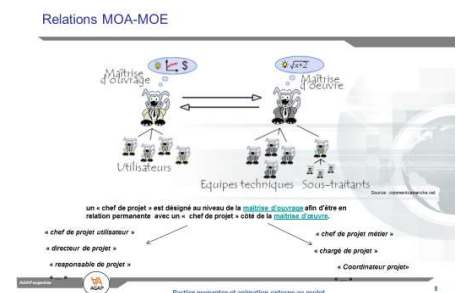 Relations MOA-MOE
$
√x+Z
Maîtrise
d'ouvrage
Maîtrise
d'oeuvre
Utilisateurs
Equipes techniques
Sous-traitants
Source : commentcamarche.net
un « chef de projet » est désigné au niveau de la maîtrise d'ouvrage afin d'être en
relation permanente avec un « chef de projet » côté de la maîtrise d'œuvre.
« chef de projet utilisateur »
« chef de projet métier »
« directeur de projet »
« chargé de projet »
« responsable de projet »
« Coordinateur projet»
« .... »
AGAP
8